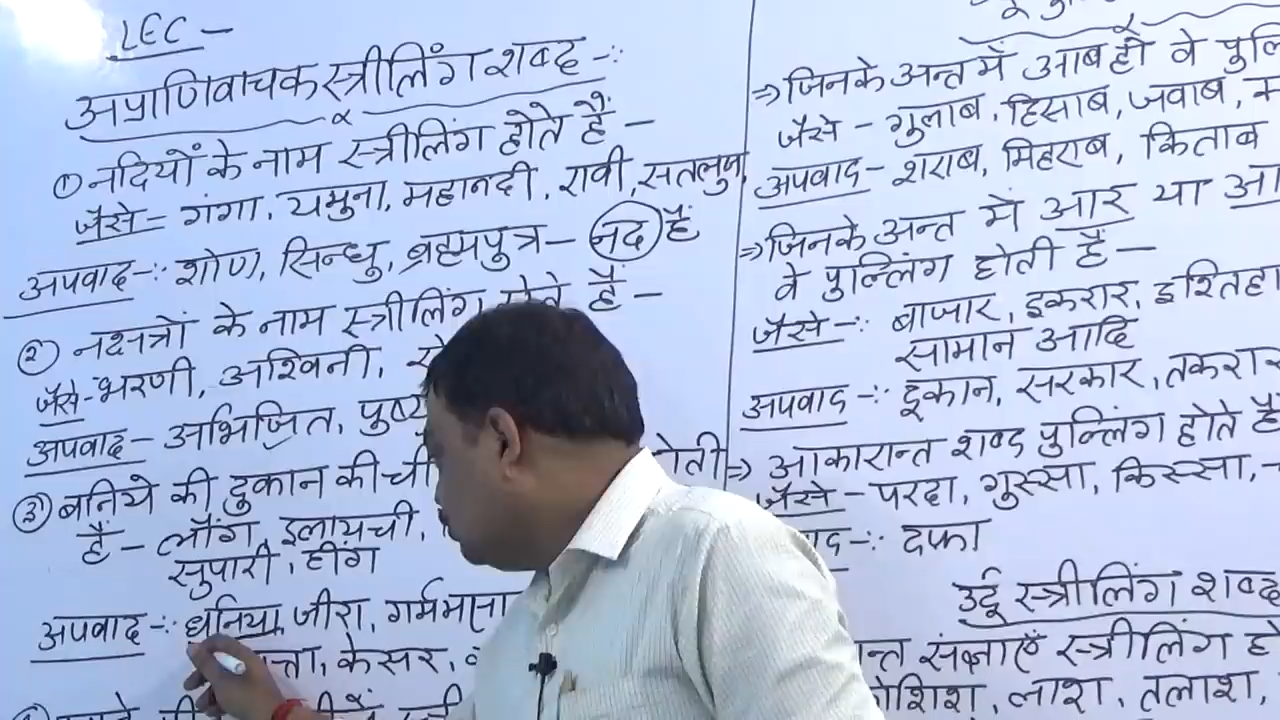 LEC -
अप्राणिवाचक स्त्रीलिंग शब्द -:
① नदियों के नाम स्त्रीलिंग होते हैं -
जैसे - गंगा, यमुना, महानदी, रावी, सतलुज
अपवाद -: शोण, सिन्धु, ब्रह्मपुत्र - नद हैं
② नक्षत्रों के नाम स्त्रीलिंग होते हैं -
जैसे - भरणी, अश्विनी,
अपवाद - अभिजित, पुष्य
③ बनिये की दुकान की ची होती
हैं - लौंग, इलायची,
सुपारी, हींग
अपवाद -: धनिया, जीरा, गर्ममसा
केसर,
⇒ जिनके अन्त में आब हो वे पुल्लि
जैसे - गुलाब, हिसाब, जवाब,
अपवाद - शराब, मिहराब, किताब
⇒ जिनके अन्त में आर या आ
वे पुल्लिंग होती हैं -
जैसे -: बाजार, इकरार, इश्तिहा
सामान आदि
अपवाद -: दूकान, सरकार, तकरार
⇒ आकारान्त शब्द पुल्लिंग होते हैं
जैसे - परदा, गुस्सा, किस्सा,
वाद -: दफा
उर्दू स्त्रीलिंग शब्द
न्त संज्ञाएँ स्त्रीलिंग हो
ोशिश, लाश, तलाश,